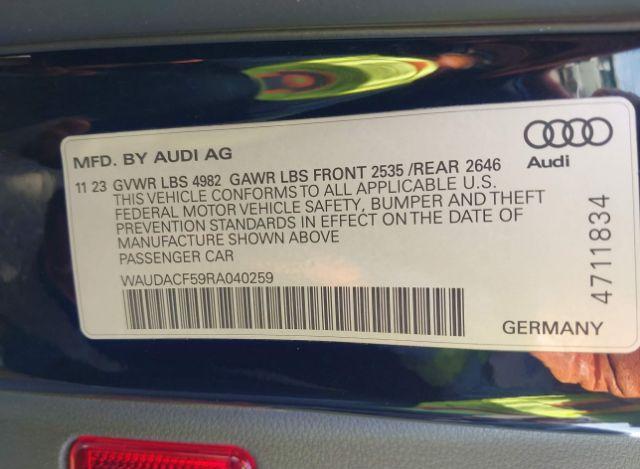 MFD. BY AUDI AG
Audi
11 23 GVWR LBS 4982 GAWR LBS FRONT 2535 /REAR 2646
THIS VEHICLE CONFORMS TO ALL APPLICABLE U.S.
FEDERAL MOTOR VEHICLE SAFETY, BUMPER AND THEFT
PREVENTION STANDARDS IN EFFECT ON THE DATE OF
MANUFACTURE SHOWN ABOVE
PASSENGER CAR
WAUDACF59RA040259
GERMANY
4711834